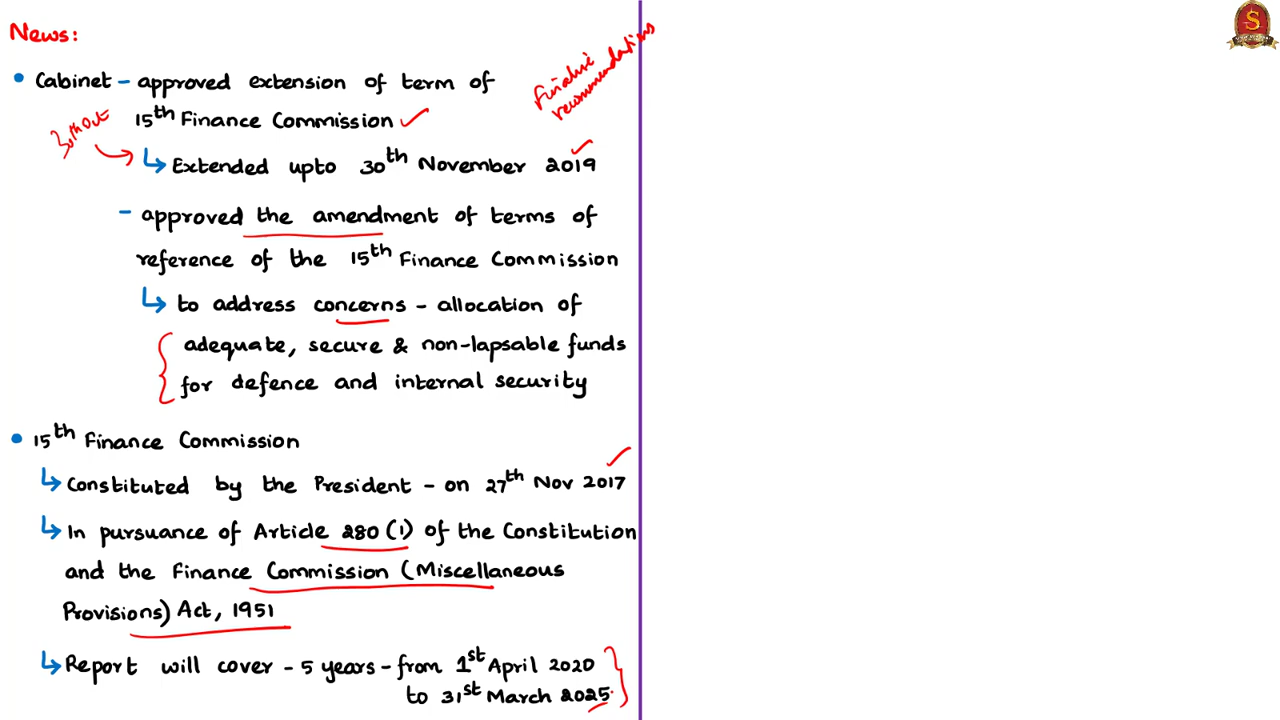 News:
• Cabinet - approved extension of term of
15th Finance Commission ✓
30th Oct
Finalise
recommendations
↳ Extended upto 30th November 2019
- approved the amendment of terms of
reference of the 15th Finance Commission
↳ to address concerns - allocation of
adequate, secure & non-lapsable funds
for defence and internal security
• 15th Finance Commission
↳ Constituted by the President - on 27th Nov 2017
↳ In pursuance of Article 280 (1) of the Constitution
and the Finance Commission (Miscellaneous
Provisions) Act, 1951
↳ Report will cover - 5 years - from 1st April 2020
to 31st March 2025
S